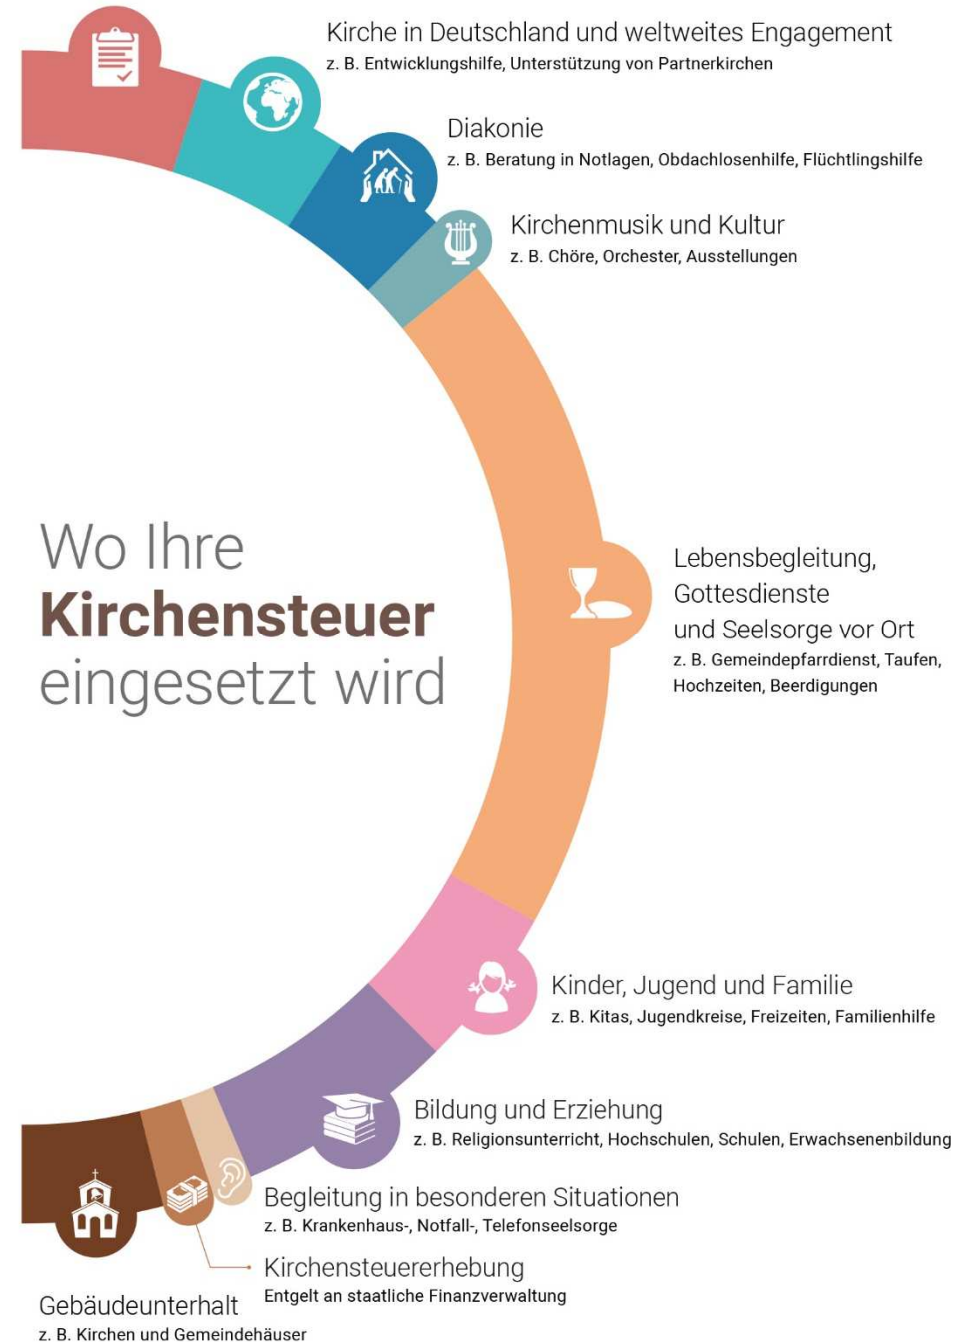 Kirche in Deutschland und weltweites Engagement
z. B. Entwicklungshilfe, Unterstützung von Partnerkirchen
Diakonie
z. B. Beratung in Notlagen, Obdachlosenhilfe, Flüchtlingshilfe
Kirchenmusik und Kultur
z. B. Chöre, Orchester, Ausstellungen
Wo Ihre
Kirchensteuer
eingesetzt wird
Lebensbegleitung,
Gottesdienste
und Seelsorge vor Ort
z. B. Gemeindepfarrdienst, Taufen,
Hochzeiten, Beerdigungen
Kinder, Jugend und Familie
z. B. Kitas, Jugendkreise, Freizeiten, Familienhilfe
Bildung und Erziehung
z. B. Religionsunterricht, Hochschulen, Schulen, Erwachsenenbildung
Begleitung in besonderen Situationen
z. B. Krankenhaus-, Notfall-, Telefonseelsorge
Kirchensteuererhebung
Entgelt an staatliche Finanzverwaltung
Gebäudeunterhalt
z. B. Kirchen und Gemeindehäuser